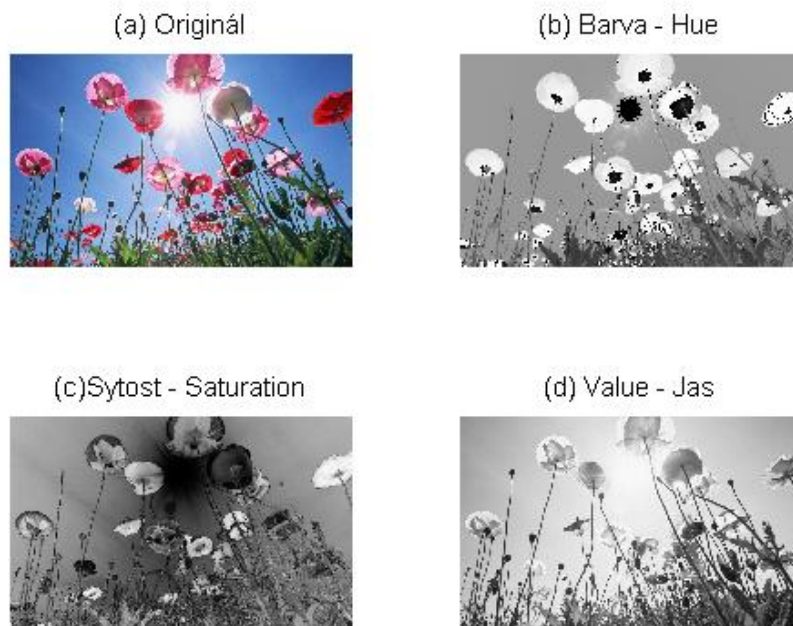 (a) Originál
(b) Barva - Hue
(c)Sytost - Saturation
(d) Value - Jas